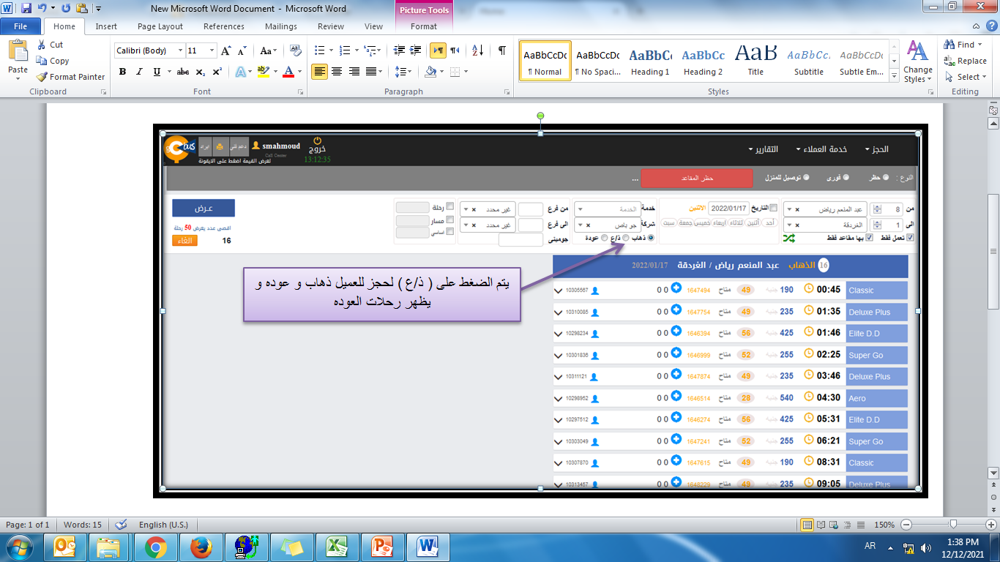 New Microsoft Word Document - Microsoft Word
Picture Tools
File Home Insert Page Layout References Mailings Review View Format
Paste
Cut
Copy
Format Painter
Clipboard
Calibri (Body) 11
Font
Paragraph
AaBbCcDc AaBbCcDc AaBbCc AaBbCc AaB AaBbCc. AaBbCcDc
¶ Normal ¶ No Spaci... Heading 1 Heading 2 Title Subtitle Subtle Em...
Styles
Change Styles
Find
Replace
Select
Editing
الحجز خدمة العملاء التقارير
خروج
13:12:35
smahmoud
Call Center
دعم فني
ايراد
لعرض القيمة اضغط على الايقونة
النوع : حظر فورى توصيل للمنزل
حظر المقاعد
...
من 8 عبد المنعم رياض
الى 1 الغردقة
تعمل فقط بها مقاعد فقط
التاريخ 2022/01/17 الاثنين
أحد أثنين ثلاثاء اربعاء خميس جمعة سبت
خدمة الخدمة
شركة جو باص
ذهاب ذ/ع عودة
من فرع غير محدد
الى فرع غير محدد
جوميني
رحلة
مسار
اساسي
عـرض
اقصى عدد يعرض 50 رحلة
16
الغاء
16 الذهاب عبد المنعم رياض / الغردقة 2022/01/17
يتم الضغط على ( ذ/ع ) لحجز للعميل ذهاب و عوده و
يظهر رحلات العوده
Classic 00:45 190 جنيه 49 متاح 1647494 0 0 10305567
Deluxe Plus 01:35 235 جنيه 49 متاح 1647754 0 0 10310085
Elite D.D 01:46 425 جنيه 56 متاح 1646394 0 0 10298234
Super Go 02:25 255 جنيه 52 متاح 1646999 0 0 10301836
Deluxe Plus 03:46 235 جنيه 49 متاح 1647874 0 0 10311121
Aero 04:30 540 جنيه 28 متاح 1646514 0 0 10298952
Elite D.D 05:31 425 جنيه 56 متاح 1646274 0 0 10297512
Super Go 06:21 255 جنيه 52 متاح 1647241 0 0 10303049
Classic 08:31 190 جنيه 49 متاح 1647615 0 0 10307870
Deluxe Plus 09:05 235 جنيه 49 متاح 1648229 0 0 10313457
Page: 1 of 1 Words: 15 English (U.S.) 150%
AR 1:38 PM
12/12/2021